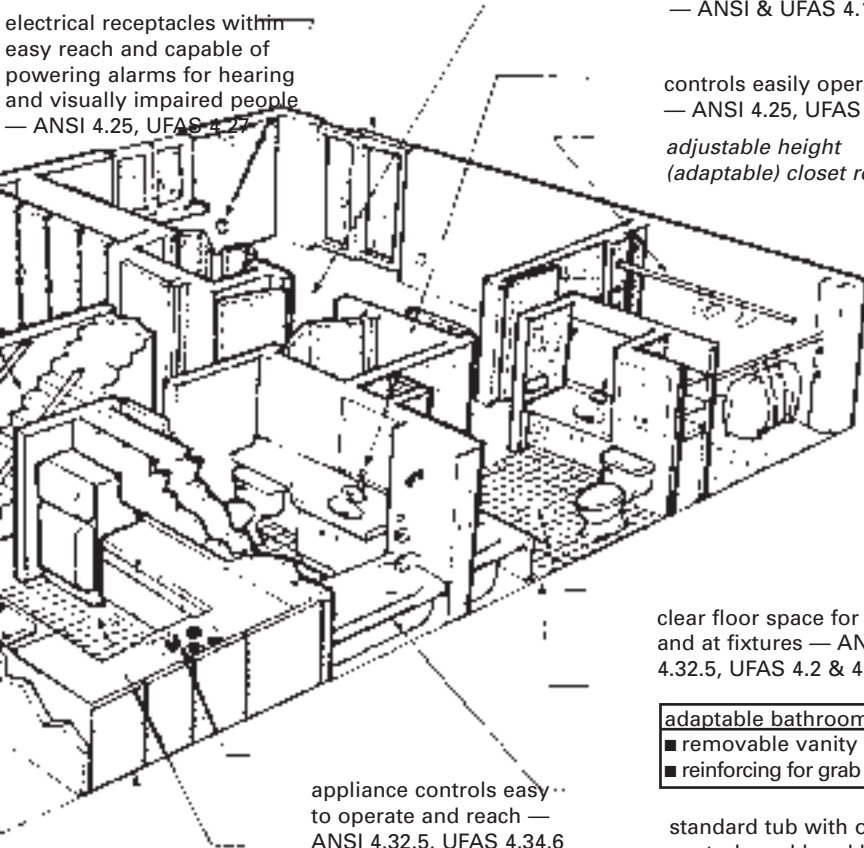 electrical receptacles within
easy reach and capable of
powering alarms for hearing
and visually impaired people
— ANSI 4.25, UFAS 4.27
— ANSI & UFAS 4.
controls easily
— ANSI 4.25, UFAS
adjustable height
(adaptable) closet
clear floor space for
and at fixtures —
4.32.5, UFAS 4.2 & 4
adaptable
■ removable vanity
■ reinforcing for grab
appliance controls easy
to operate and reach —
ANSI 4.32.5, UFAS 4.34.6
standard tub with